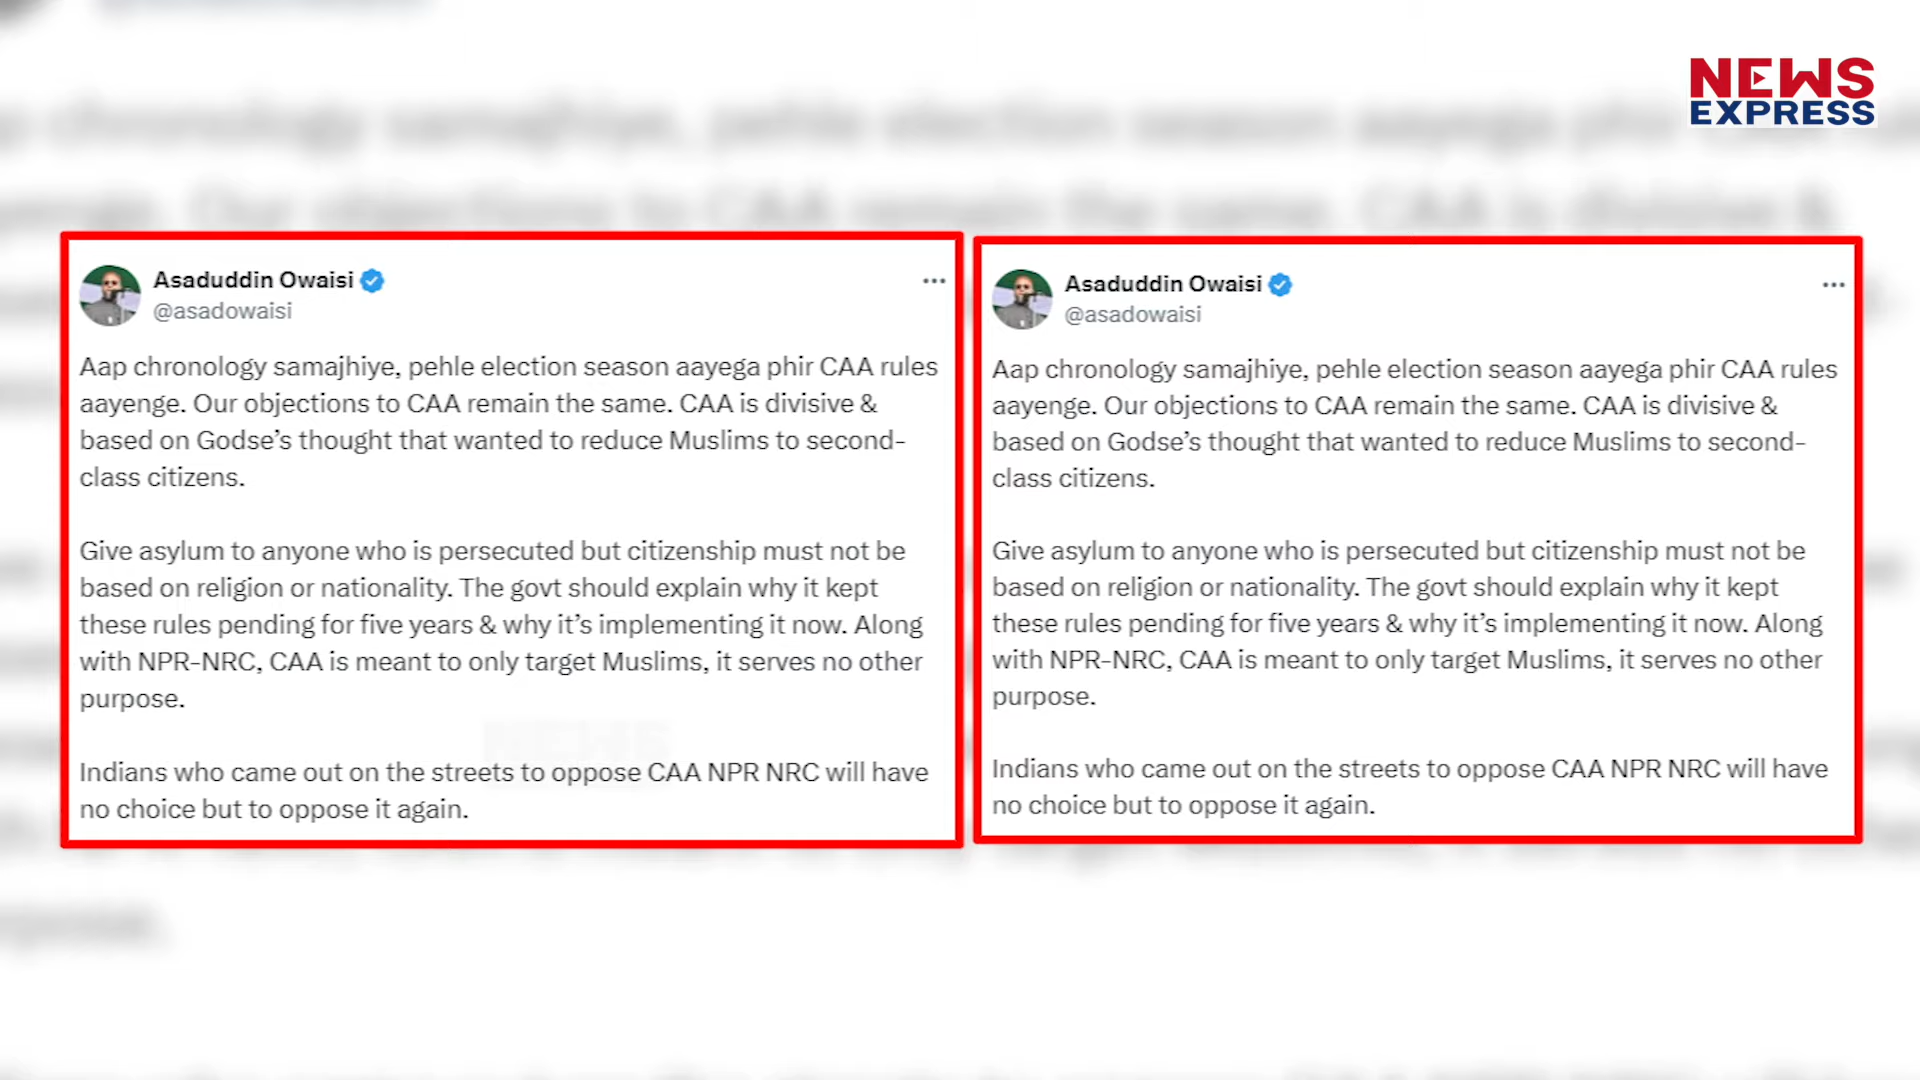 NEWS
EXPRESS
Asaduddin Owaisi
@asadowaisi
Aap chronology samajhiye, pehle election season aayega phir CAA rules
aayenge. Our objections to CAA remain the same. CAA is divisive &
based on Godse’s thought that wanted to reduce Muslims to second-
class citizens.
Give asylum to anyone who is persecuted but citizenship must not be
based on religion or nationality. The govt should explain why it kept
these rules pending for five years & why it’s implementing it now. Along
with NPR-NRC, CAA is meant to only target Muslims, it serves no other
purpose.
Indians who came out on the streets to oppose CAA NPR NRC will have
no choice but to oppose it again.
Asaduddin Owaisi
@asadowaisi
Aap chronology samajhiye, pehle election season aayega phir CAA rules
aayenge. Our objections to CAA remain the same. CAA is divisive &
based on Godse’s thought that wanted to reduce Muslims to second-
class citizens.
Give asylum to anyone who is persecuted but citizenship must not be
based on religion or nationality. The govt should explain why it kept
these rules pending for five years & why it’s implementing it now. Along
with NPR-NRC, CAA is meant to only target Muslims, it serves no other
purpose.
Indians who came out on the streets to oppose CAA NPR NRC will have
no choice but to oppose it again.